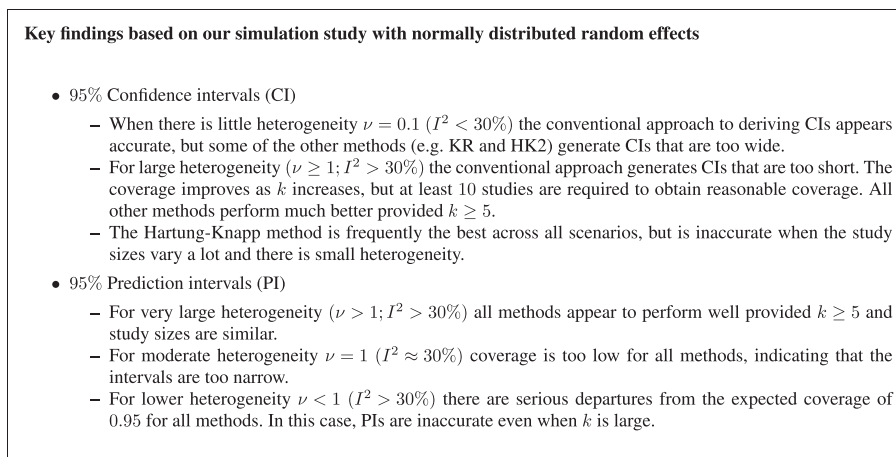 Key findings based on our simulation study with normally distributed random effects
• 95% Confidence intervals (CI)
– When there is little heterogeneity ν = 0.1 (I² < 30%) the conventional approach to deriving CIs appears
accurate, but some of the other methods (e.g. KR and HK2) generate CIs that are too wide.
– For large heterogeneity (ν ≥ 1; I² > 30%) the conventional approach generates CIs that are too short. The
coverage improves as k increases, but at least 10 studies are required to obtain reasonable coverage. All
other methods perform much better provided k ≥ 5.
– The Hartung-Knapp method is frequently the best across all scenarios, but is inaccurate when the study
sizes vary a lot and there is small heterogeneity.
• 95% Prediction intervals (PI)
– For very large heterogeneity (ν > 1; I² > 30%) all methods appear to perform well provided k ≥ 5 and
study sizes are similar.
– For moderate heterogeneity ν = 1 (I² ≈ 30%) coverage is too low for all methods, indicating that the
intervals are too narrow.
– For lower heterogeneity ν < 1 (I² > 30%) there are serious departures from the expected coverage of
0.95 for all methods. In this case, PIs are inaccurate even when k is large.